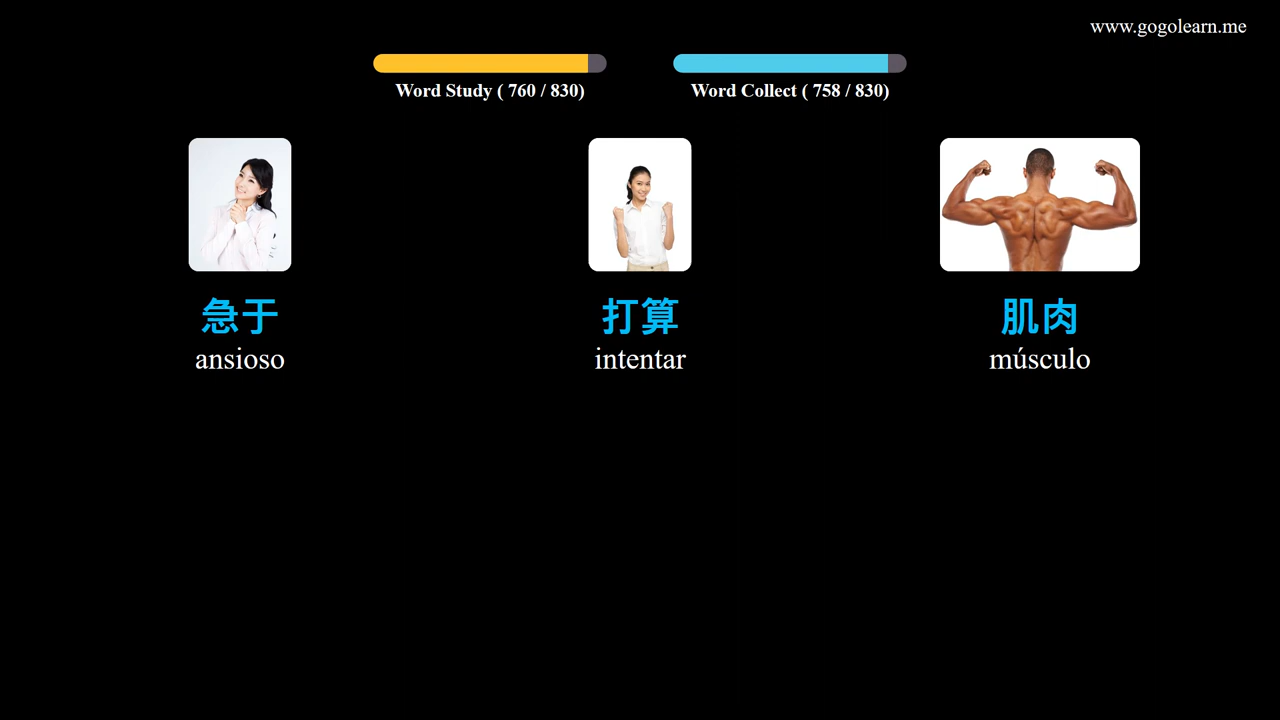 www.gogolearn.me
Word Study ( 760 / 830)
Word Collect ( 758 / 830)
急于
ansioso
打算
intentar
肌肉
músculo